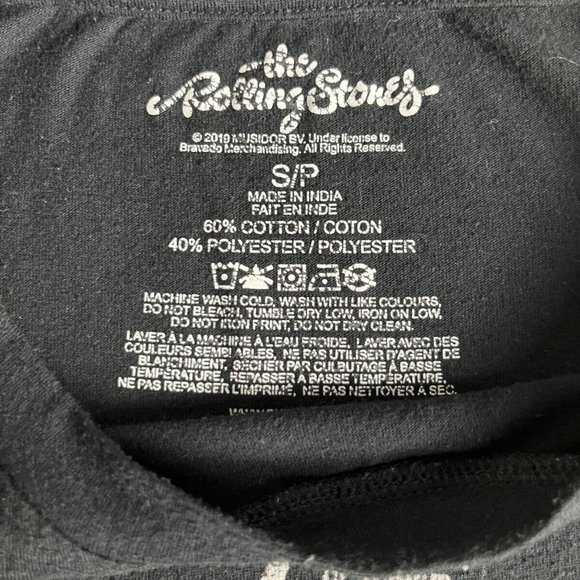 the
Rolling Stones
© 2019 MUSIDOR BV. Under license to
Bravado Merchandising. All Rights Reserved.
S/P
MADE IN INDIA
FAIT EN INDE
60% COTTON / COTON
40% POLYESTER / POLYESTER
MACHINE WASH COLD, WASH WITH LIKE COLOURS,
DO NOT BLEACH, TUMBLE DRY LOW, IRON ON LOW,
DO NOT IRON PRINT, DO NOT DRY CLEAN.
LAVER À LA MACHINE À L'EAU FROIDE, LAVER AVEC DES
COULEURS SEMBLABLES, NE PAS UTILISER D'AGENT DE
BLANCHIMENT, SÉCHER PAR CULBUTAGE À BASSE
TEMPÉRATURE, REPASSER À BASSE TEMPÉRATURE,
NE PAS REPASSER L'IMPRIMÉ, NE PAS NETTOYER À SEC.